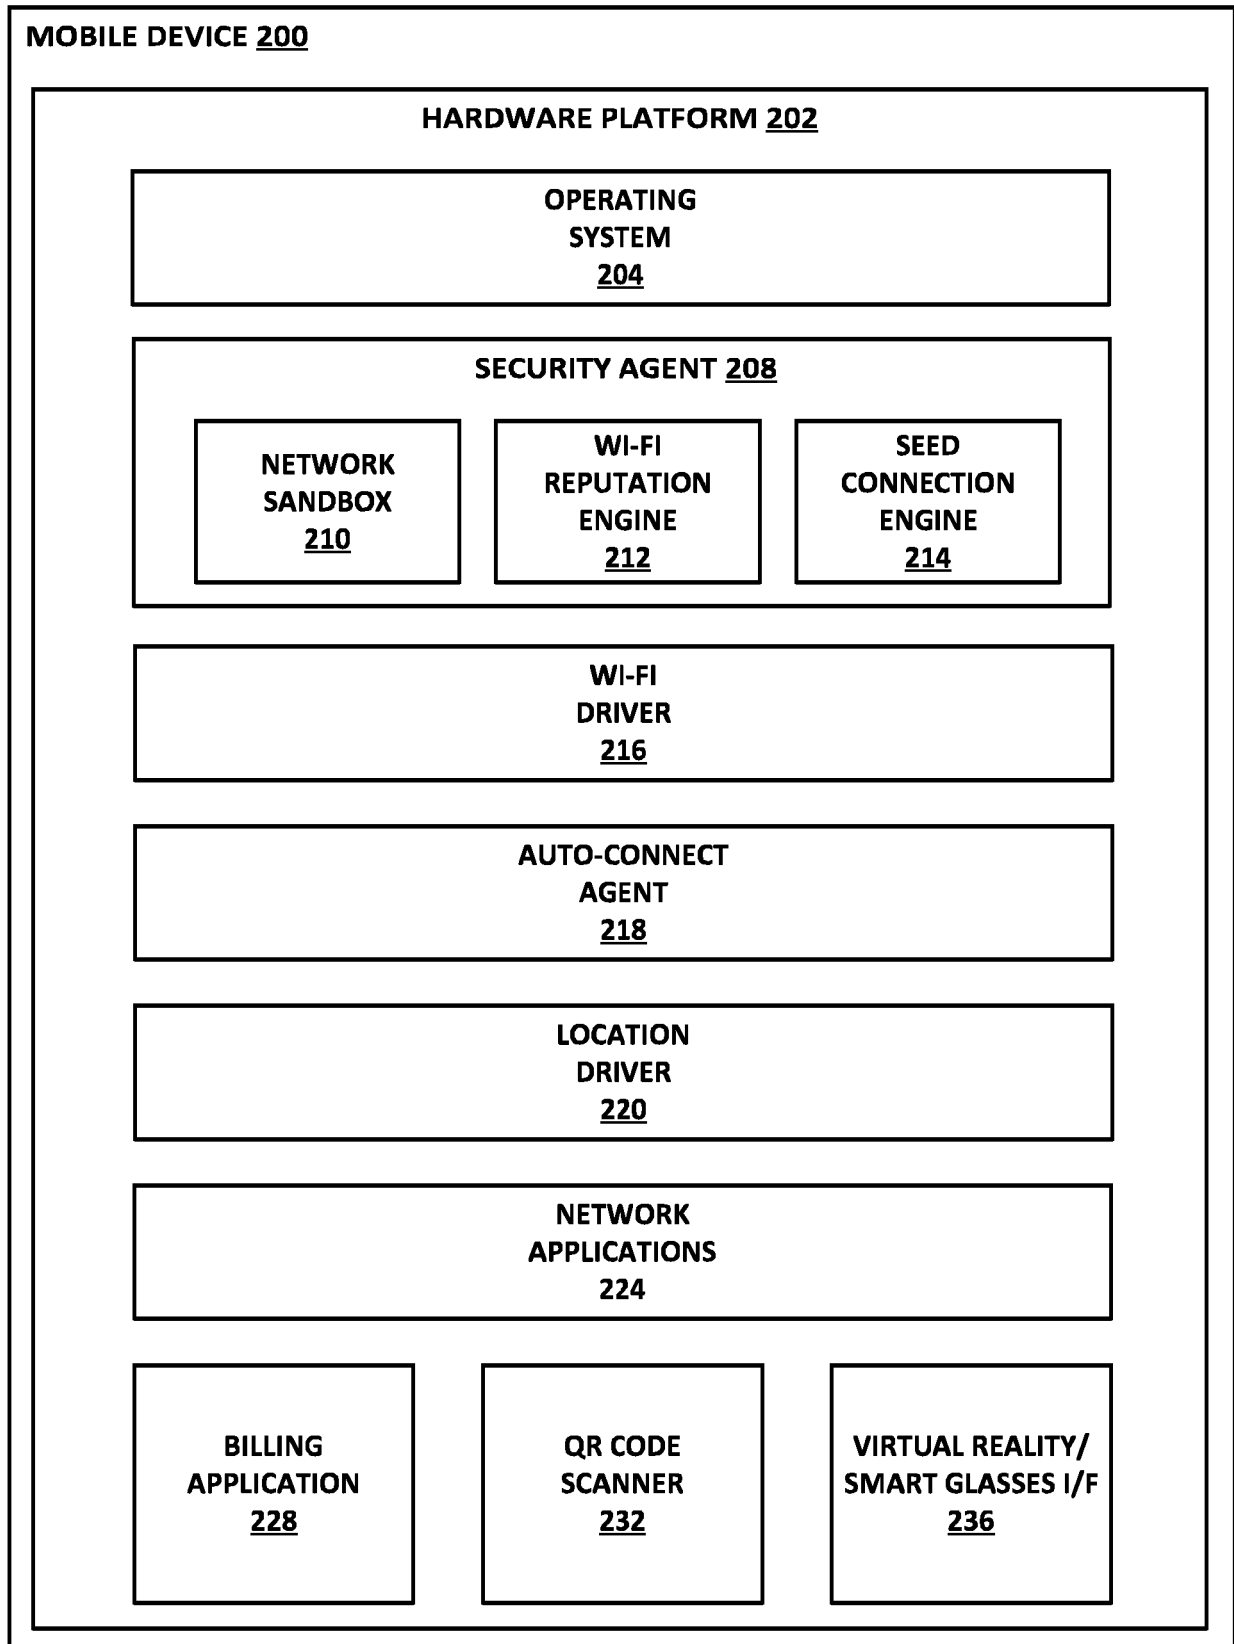 MOBILE DEVICE 200
HARDWARE PLATFORM 202
OPERATING
SYSTEM
204
SECURITY AGENT 208
NETWORK
SANDBOX
210
WI-FI
REPUTATION
ENGINE
212
SEED
CONNECTION
ENGINE
214
WI-FI
DRIVER
216
AUTO-CONNECT
AGENT
218
LOCATION
DRIVER
220
NETWORK
APPLICATIONS
224
BILLING
APPLICATION
228
QR CODE
SCANNER
232
VIRTUAL REALITY/
SMART GLASSES I/F
236